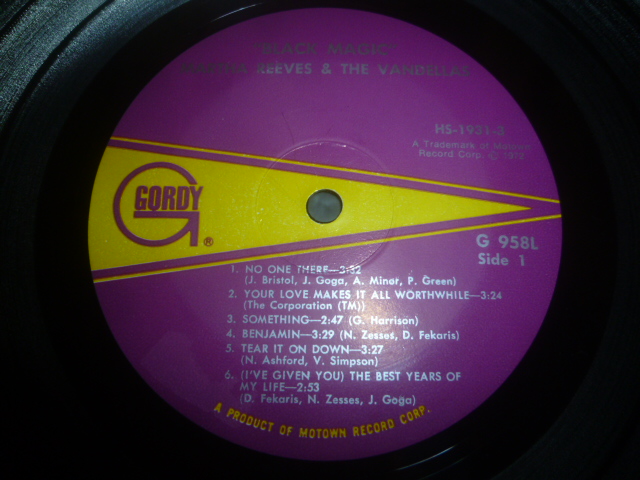 "BLACK MAGIC"
MARTHA REEVES & THE VANDELLAS
HS-1931-3
A Trademark of Motown
Record Corp. © 1972
GORDY
G
®
G 958L
Side 1
1. NO ONE THERE—3:32
(J. Bristol, J. Goga, A. Minor, P. Green)
2. YOUR LOVE MAKES IT ALL WORTHWHILE—3:24
(The Corporation (TM))
3. SOMETHING—2:47 (G. Harrison)
4. BENJAMIN—3:29 (N. Zesses, D. Fekaris)
5. TEAR IT ON DOWN—3:27
(N. Ashford, V. Simpson)
6. (I'VE GIVEN YOU) THE BEST YEARS OF
MY LIFE—2:53
(D. Fekaris, N. Zesses, J. Goga)
A PRODUCT OF MOTOWN RECORD CORP.